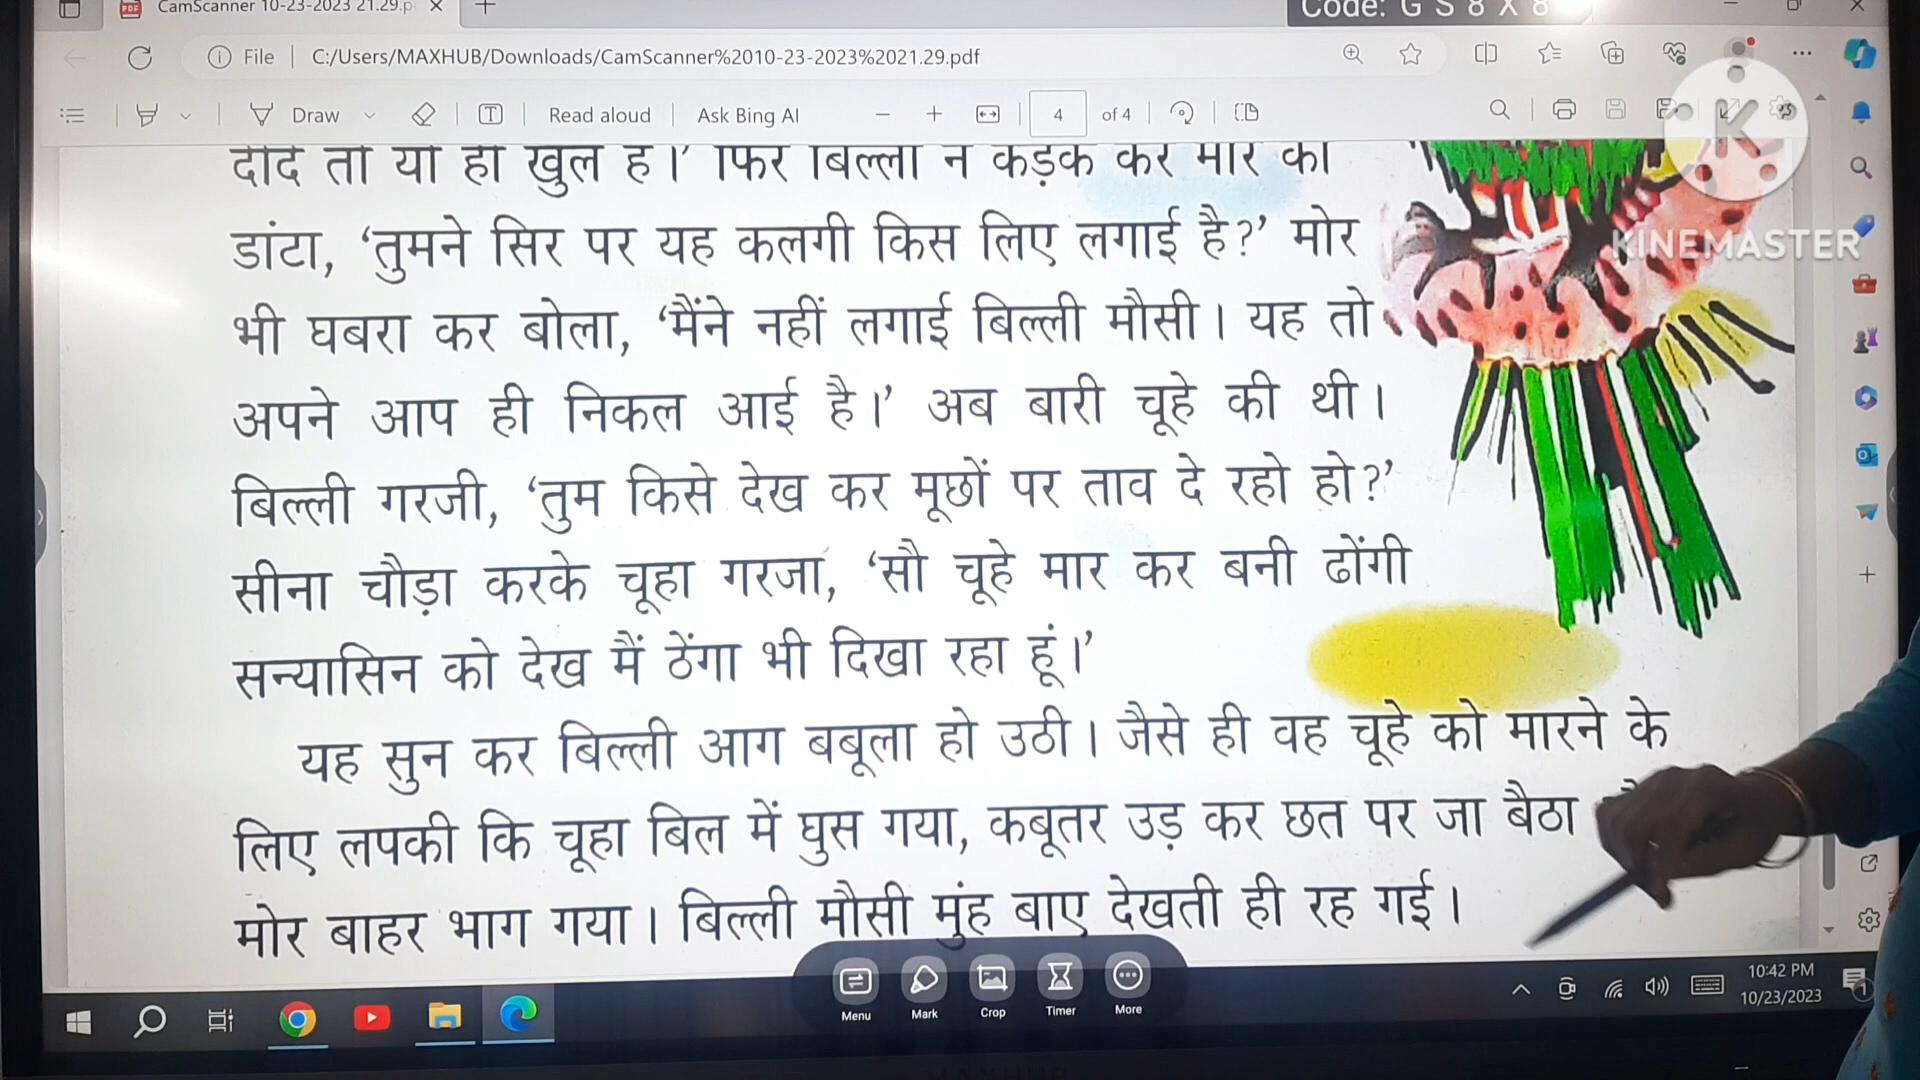 CamScanner 10-23-2023 21.29.p
Code: G S 8 X 8
File C:/Users/MAXHUB/Downloads/CamScanner%2010-23-2023%2021.29.pdf
Draw Read aloud Ask Bing AI 4 of 4
K
KINEMASTER
कड़क कर मोर को
डांटा, ‘तुमने सिर पर यह कलगी किस लिए लगाई है?’ मोर
भी घबरा कर बोला, ‘मैंने नहीं लगाई बिल्ली मौसी। यह तो
अपने आप ही निकल आई है।’ अब बारी चूहे की थी।
बिल्ली गरजी, ‘तुम किसे देख कर मूछों पर ताव दे रहो हो?’
सीना चौड़ा करके चूहा गरजा, ‘सौ चूहे मार कर बनी ढोंगी
सन्यासिन को देख मैं ठेंगा भी दिखा रहा हूं।’
यह सुन कर बिल्ली आग बबूला हो उठी। जैसे ही वह चूहे को मारने के
लिए लपकी कि चूहा बिल में घुस गया, कबूतर उड़ कर छत पर जा बैठा
मोर बाहर भाग गया। बिल्ली मौसी मुंह बाए देखती ही रह गई।
Menu Mark Crop Timer More
10:42 PM
10/23/2023